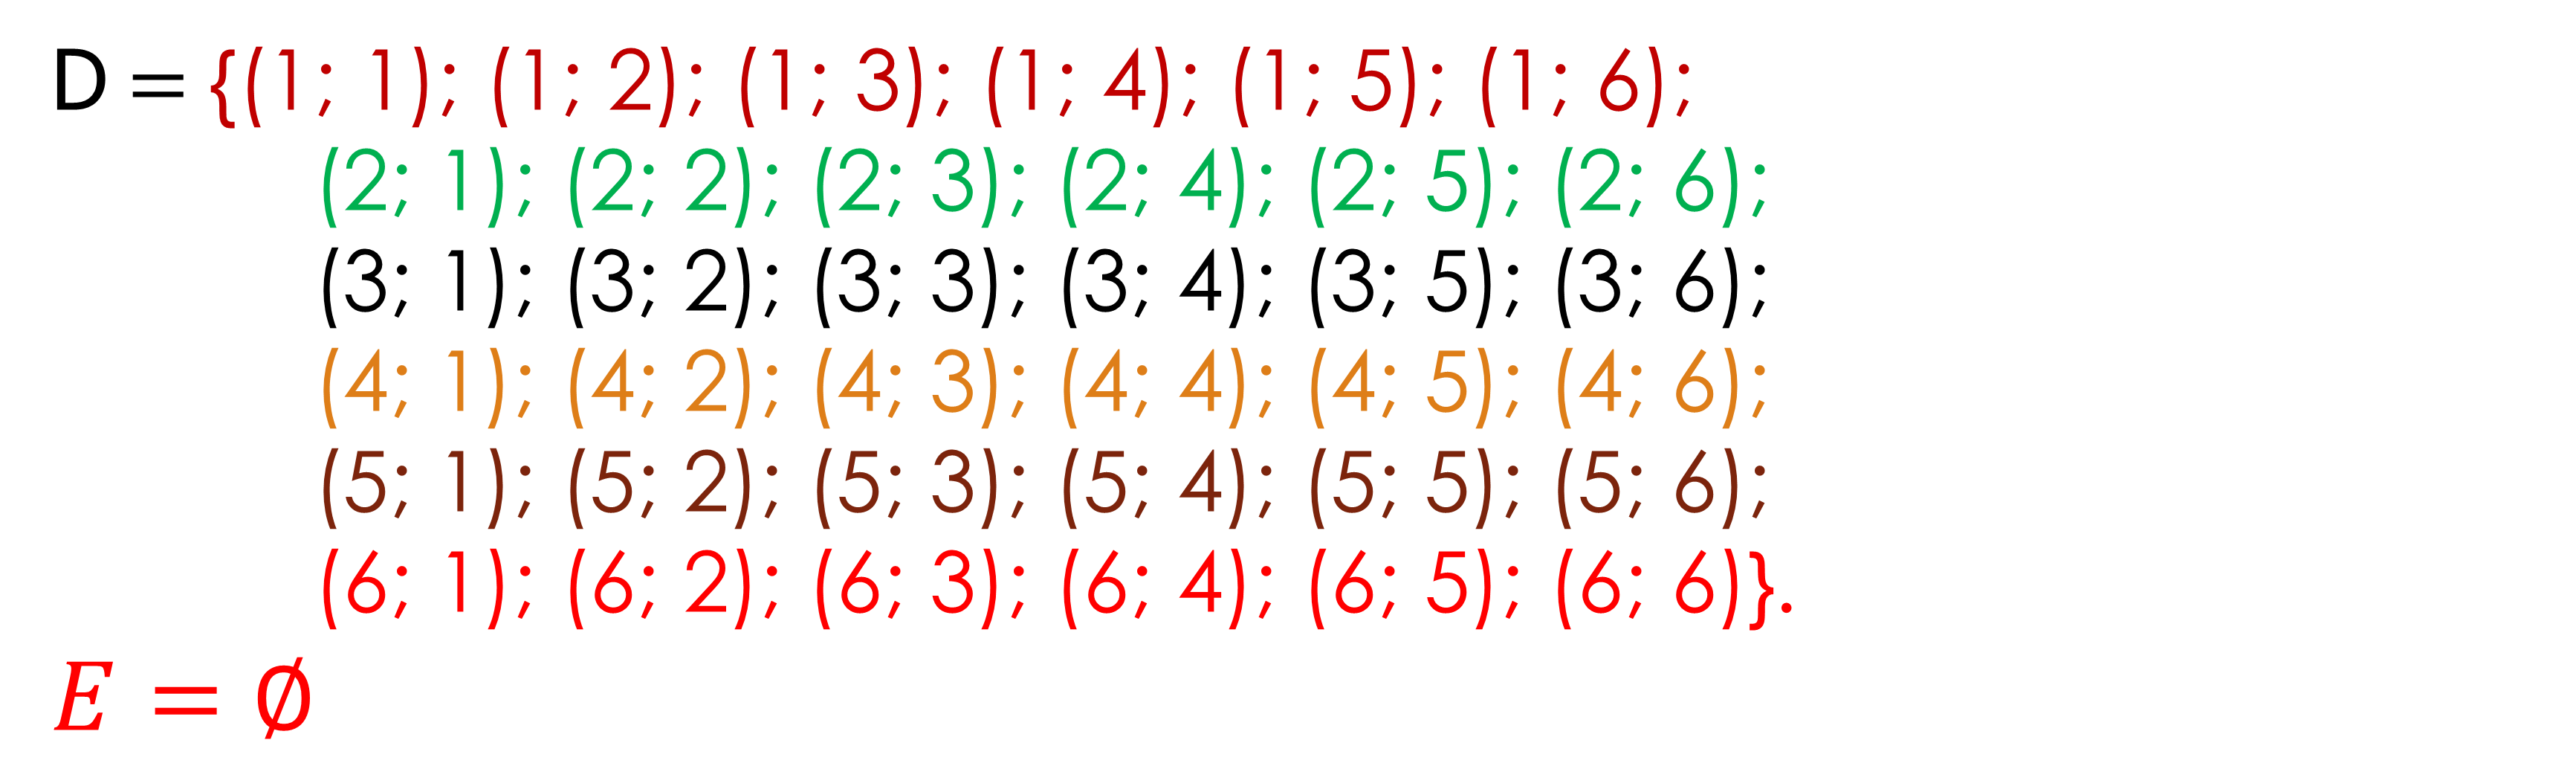 D = {(1; 1); (1; 2); (1; 3); (1; 4); (1; 5); (1; 6);
(2; 1); (2; 2); (2; 3); (2; 4); (2; 5); (2; 6);
(3; 1); (3; 2); (3; 3); (3; 4); (3; 5); (3; 6);
(4; 1); (4; 2); (4; 3); (4; 4); (4; 5); (4; 6);
(5; 1); (5; 2); (5; 3); (5; 4); (5; 5); (5; 6);
(6; 1); (6; 2); (6; 3); (6; 4); (6; 5); (6; 6)}.
E = ∅